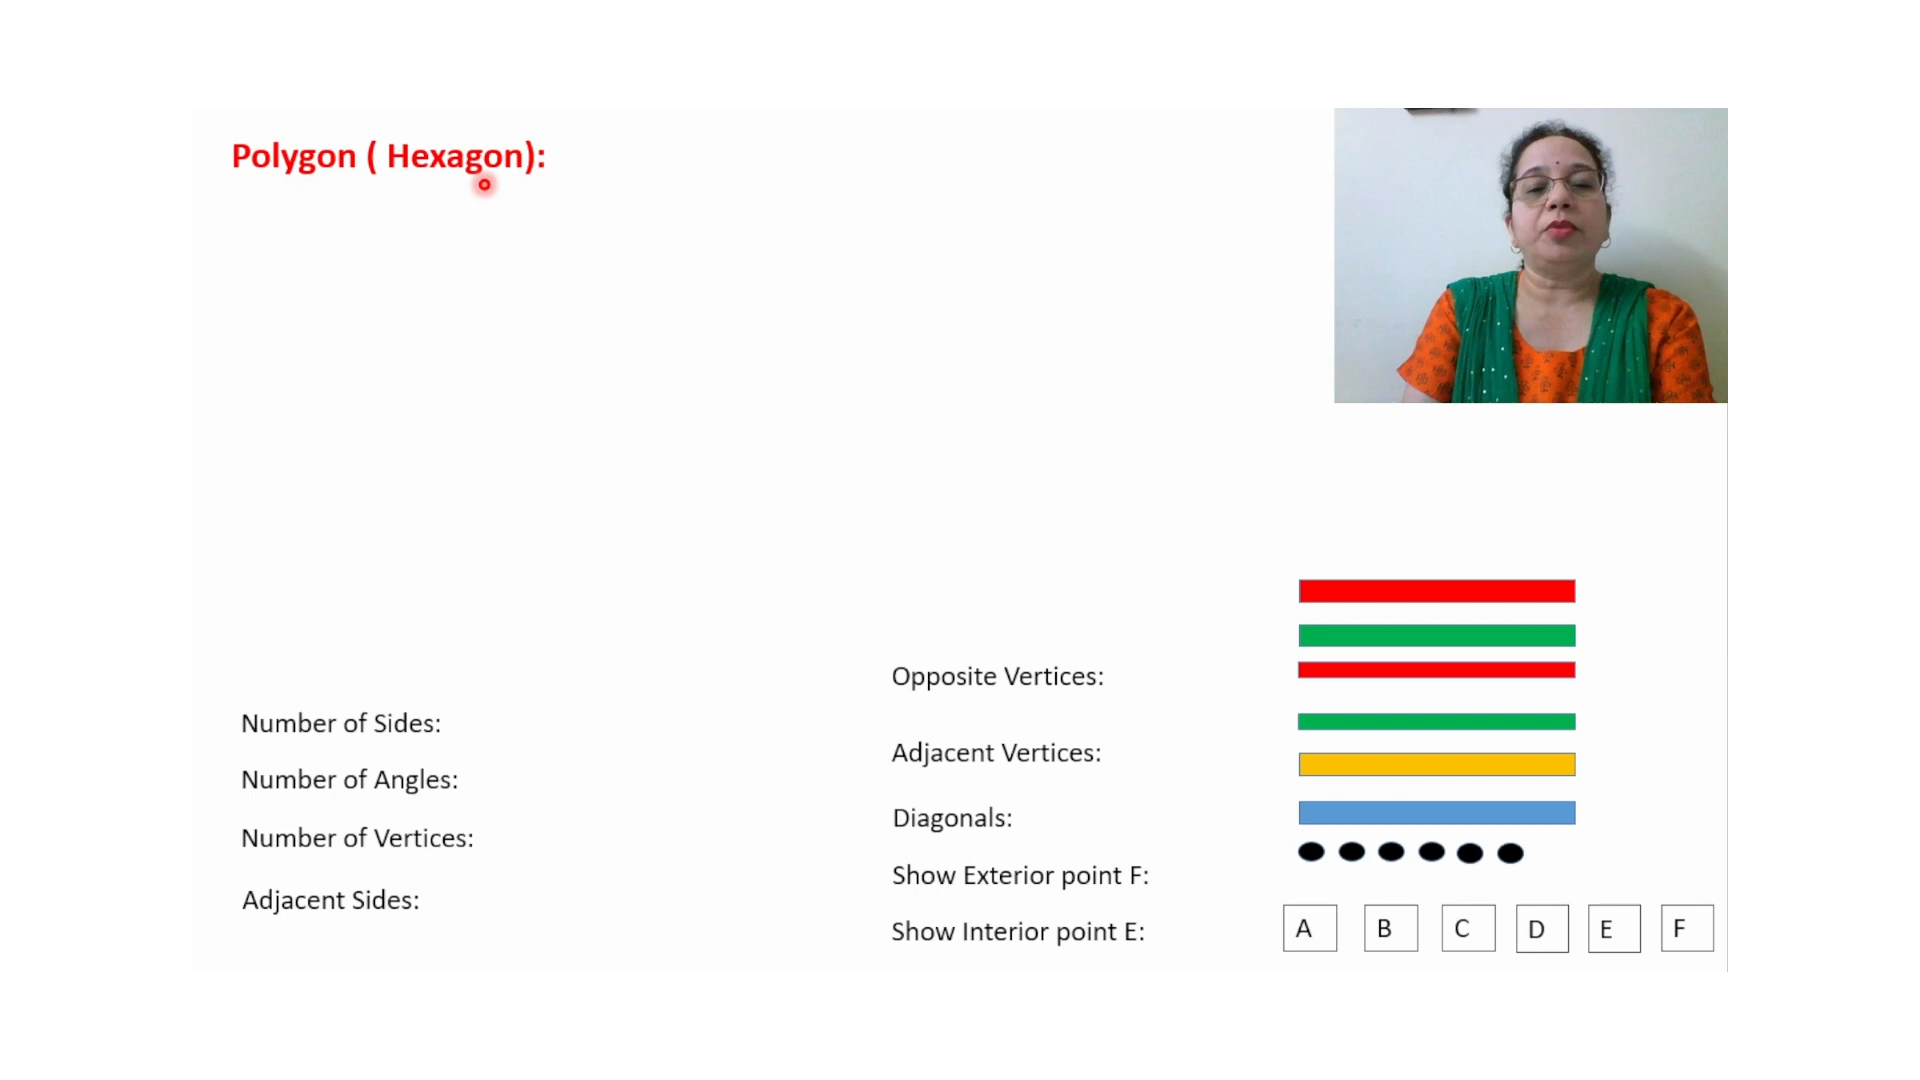 Polygon ( Hexagon):
Number of Sides:
Number of Angles:
Number of Vertices:
Adjacent Sides:
Opposite Vertices:
Adjacent Vertices:
Diagonals:
Show Exterior point F:
Show Interior point E:
A B C D E F